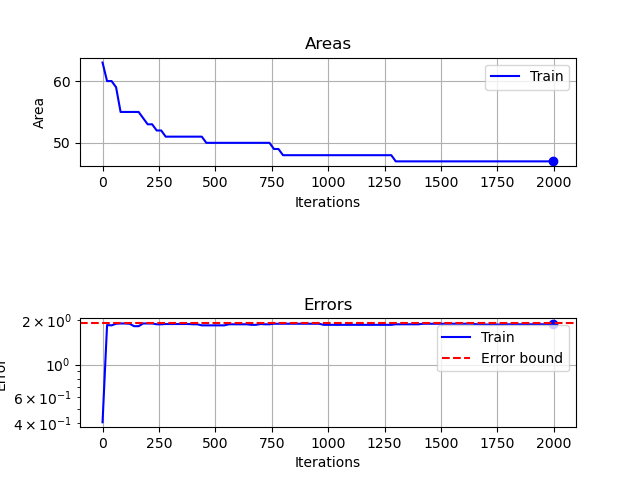 Areas
60
50
Area
Train
0 250 500 750 1000 1250 1500 1750 2000
Iterations
Errors
2 × 10⁰
10⁰
6 × 10⁻¹
4 × 10⁻¹
Error
Train
Error bound
0 250 500 750 1000 1250 1500 1750 2000
Iterations